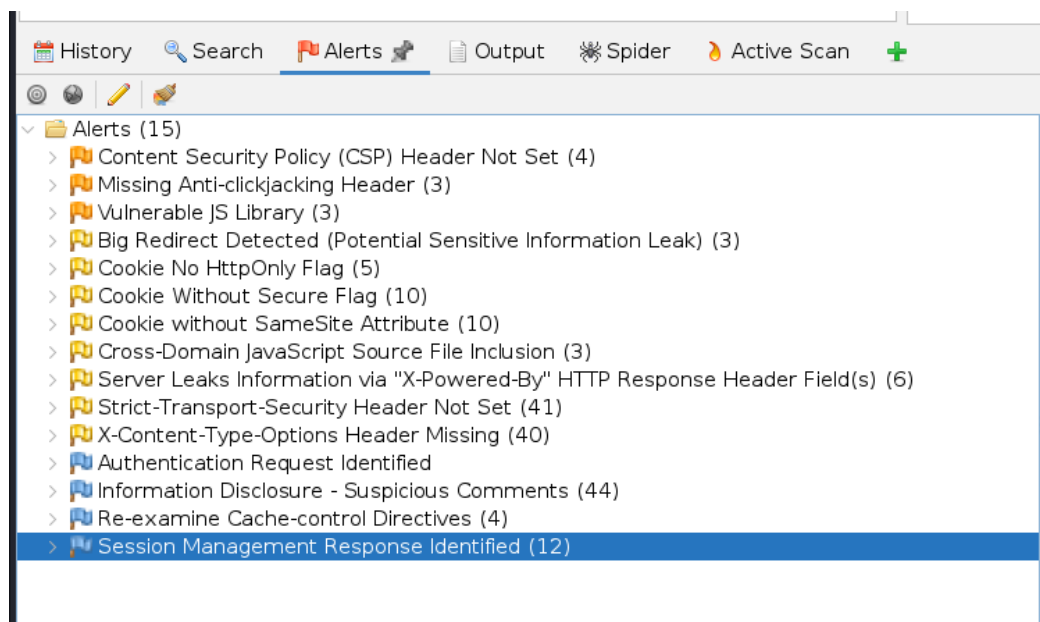 History Search Alerts Output Spider Active Scan
Alerts (15)
Content Security Policy (CSP) Header Not Set (4)
Missing Anti-clickjacking Header (3)
Vulnerable JS Library (3)
Big Redirect Detected (Potential Sensitive Information Leak) (3)
Cookie No HttpOnly Flag (5)
Cookie Without Secure Flag (10)
Cookie without SameSite Attribute (10)
Cross-Domain JavaScript Source File Inclusion (3)
Server Leaks Information via "X-Powered-By" HTTP Response Header Field(s) (6)
Strict-Transport-Security Header Not Set (41)
X-Content-Type-Options Header Missing (40)
Authentication Request Identified
Information Disclosure - Suspicious Comments (44)
Re-examine Cache-control Directives (4)
Session Management Response Identified (12)